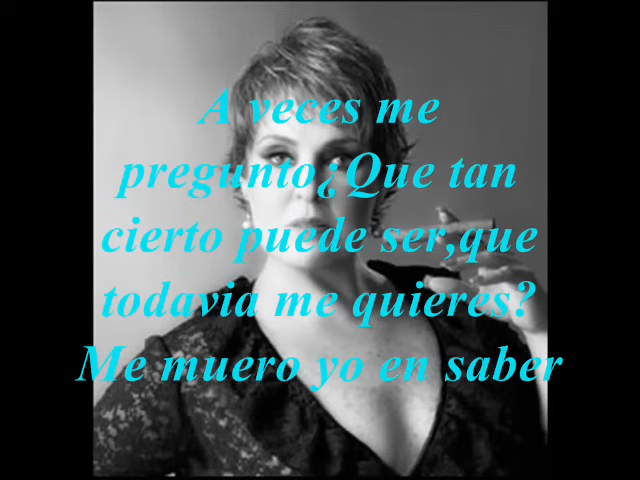 A veces me
pregunto¿Que tan
cierto puede ser,que
todavia me quieres?
Me muero yo en saber